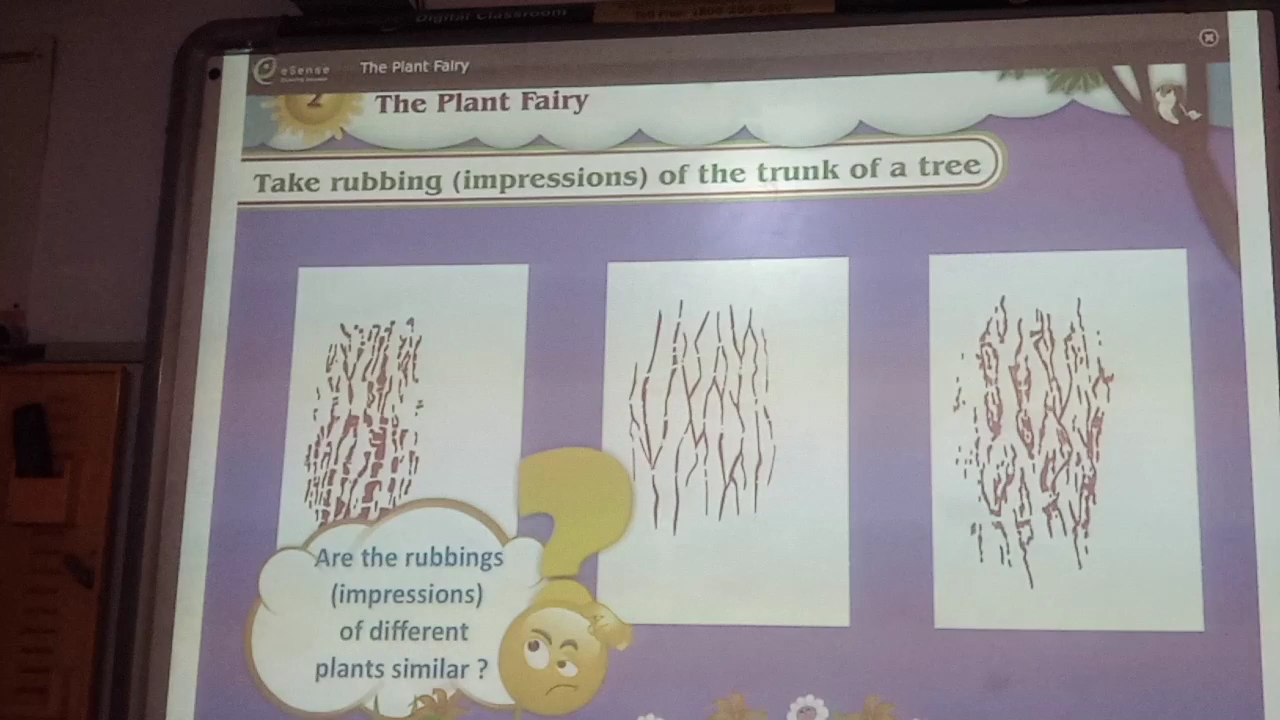 Digital Classroom
eSense
The Plant Fairy
2
The Plant Fairy
Take rubbing (impressions) of the trunk of a tree
Are the rubbings
(impressions)
of different
plants similar ?